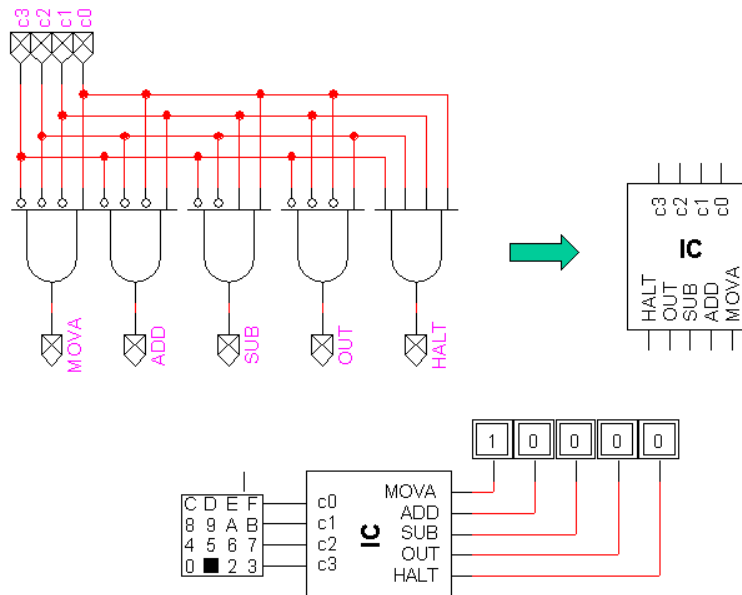 c3 c2 c1 c0
MOVA ADD SUB OUT HALT
c3 c2 c1 c0
IC
HALT OUT SUB ADD MOVA
1 0 0 0 0
C D E F
8 9 A B
4 5 6 7
0 2 3
c0
c1
c2
c3
IC
MOVA
ADD
SUB
OUT
HALT